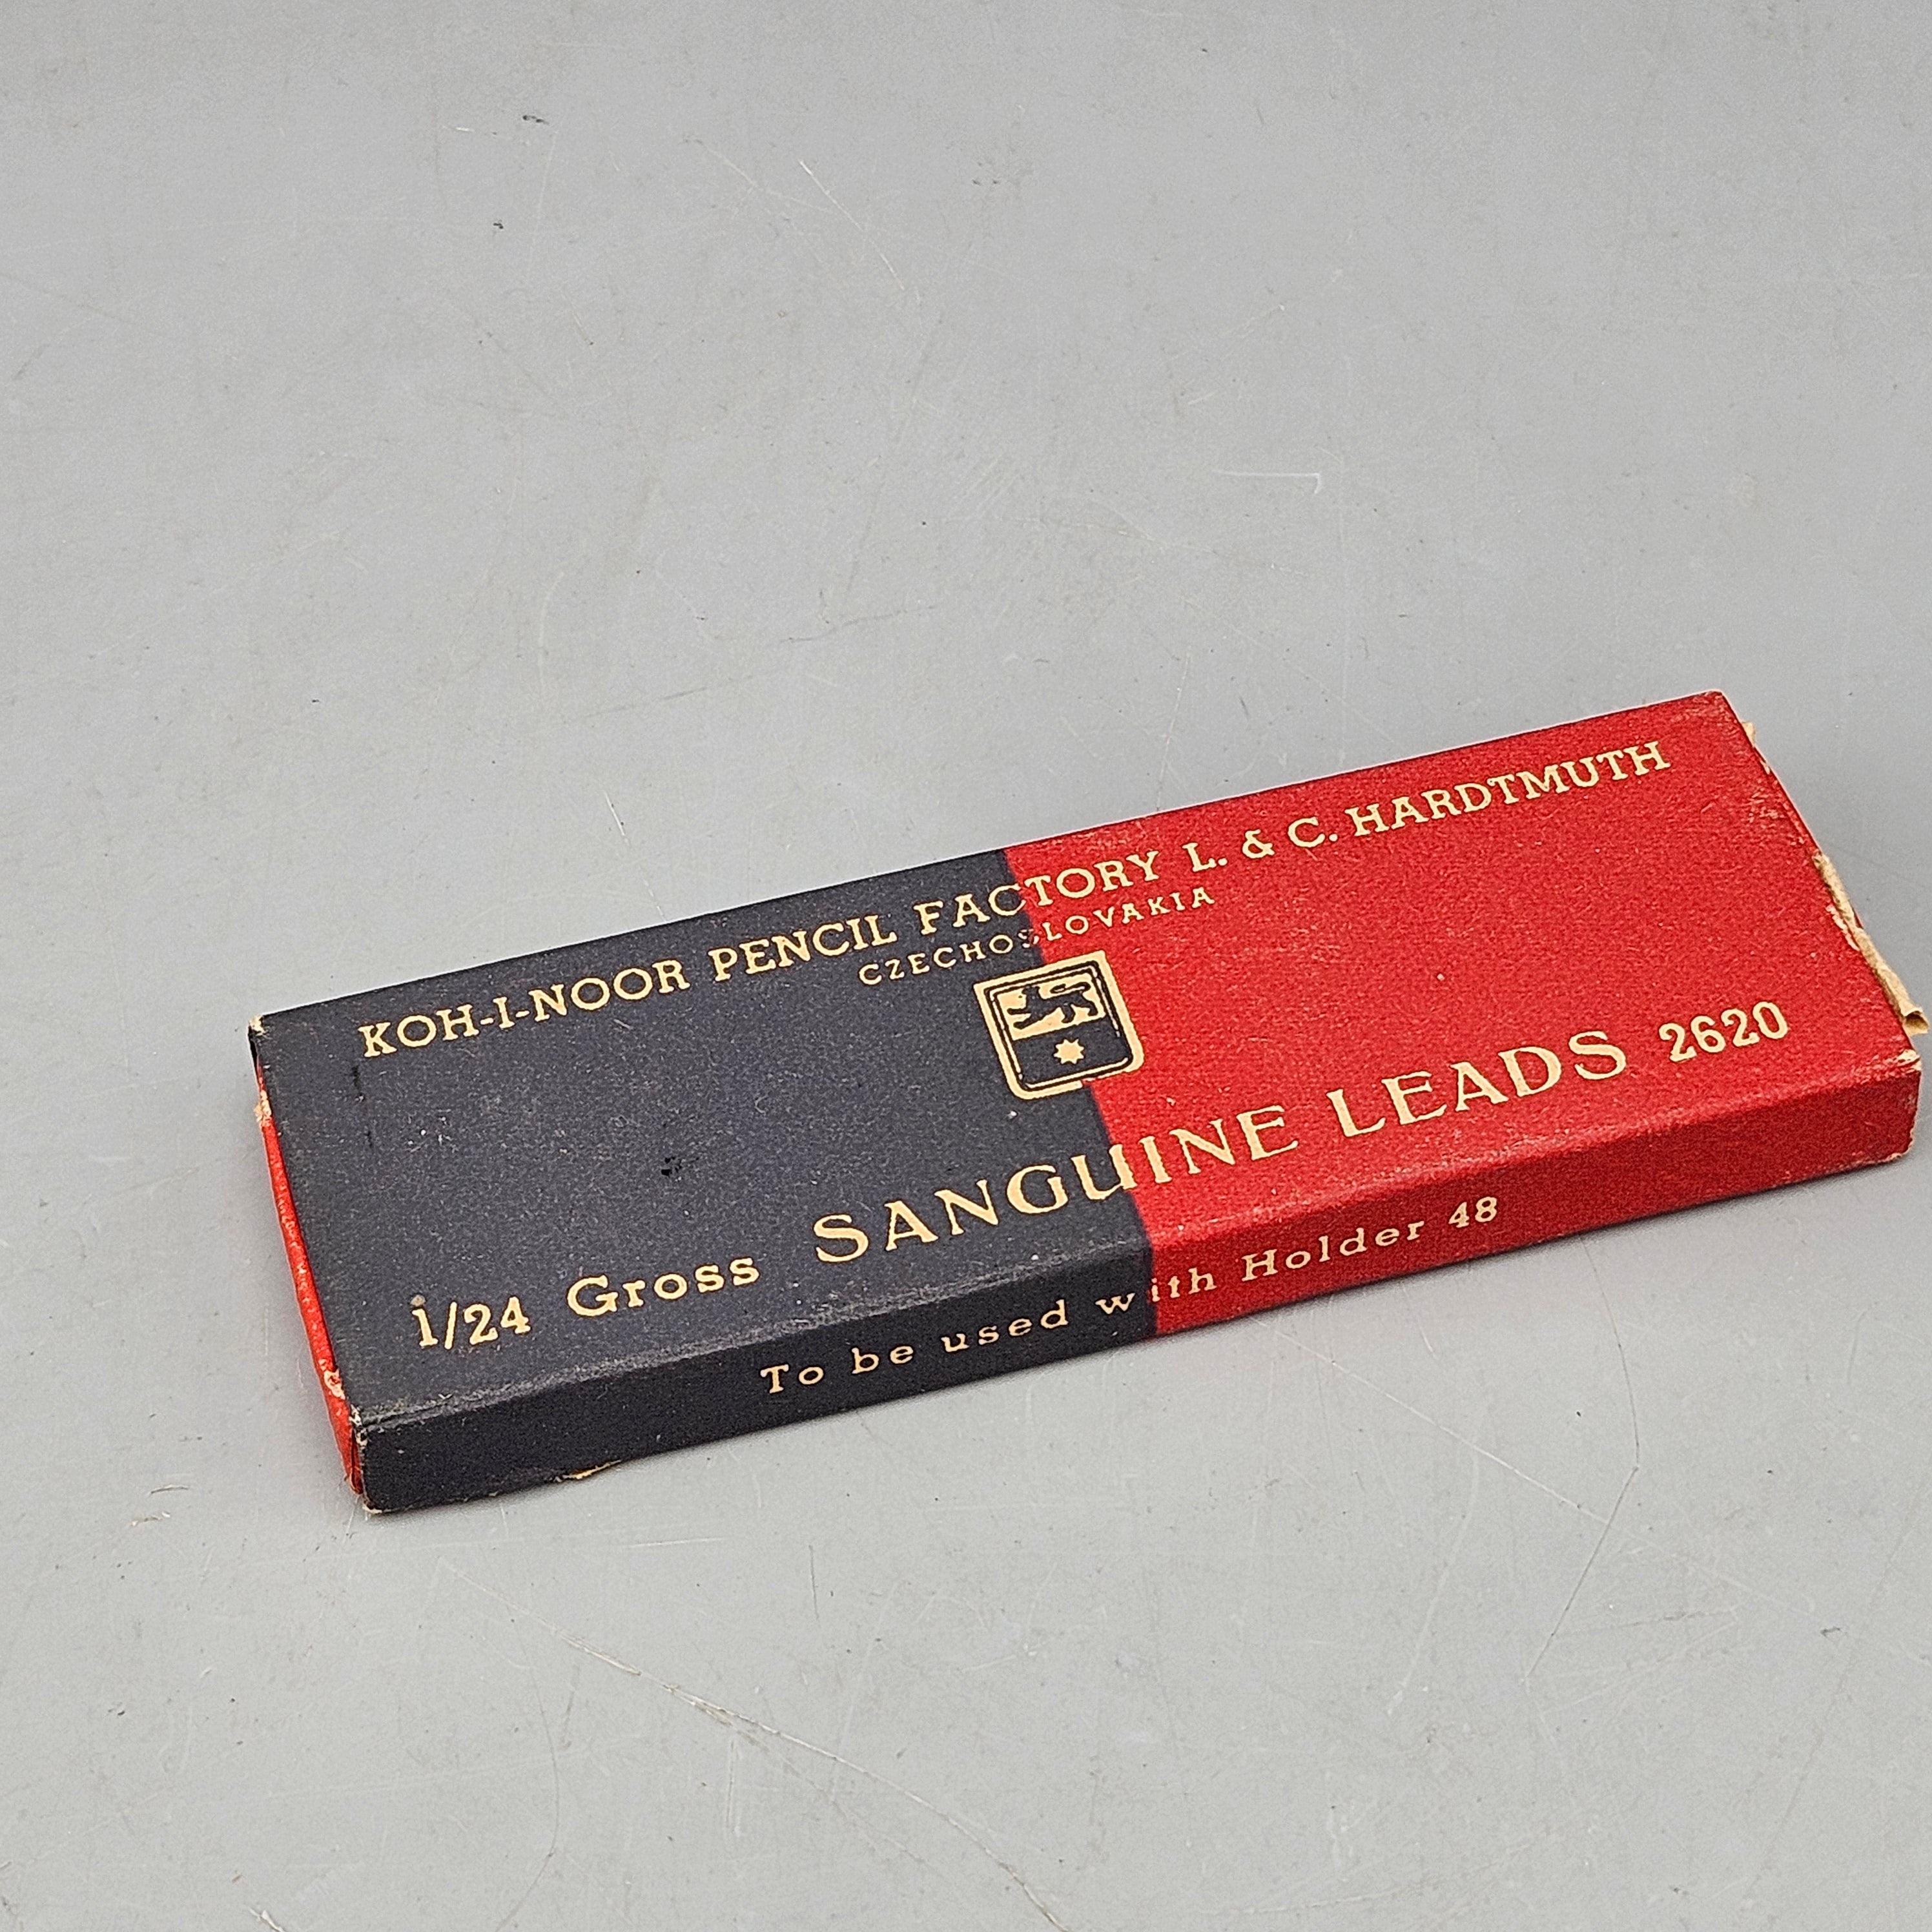 KOH-I-NOOR PENCIL FACTORY L. & C. HARDTMUTH
CZECHOSLOVAKIA
1/24 Gross SANGUINE LEADS 2620
To be used with Holder 48